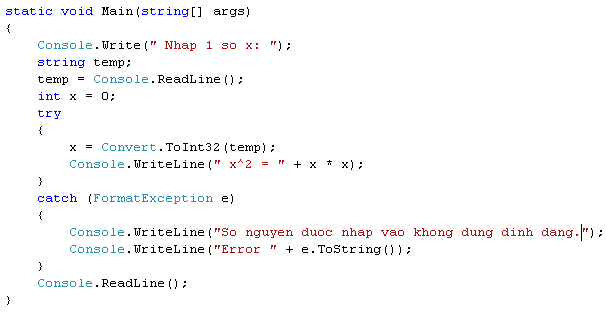 static void Main(string[] args)
{
    Console.Write(" Nhap 1 so x: ");
    string temp;
    temp = Console.ReadLine();
    int x = 0;
    try
    {
        x = Convert.ToInt32(temp);
        Console.WriteLine(" x^2 = " + x * x);
    }
    catch (FormatException e)
    {
        Console.WriteLine("So nguyen duoc nhap vao khong dung dinh dang.");
        Console.WriteLine("Error " + e.ToString());
    }
    Console.ReadLine();
}